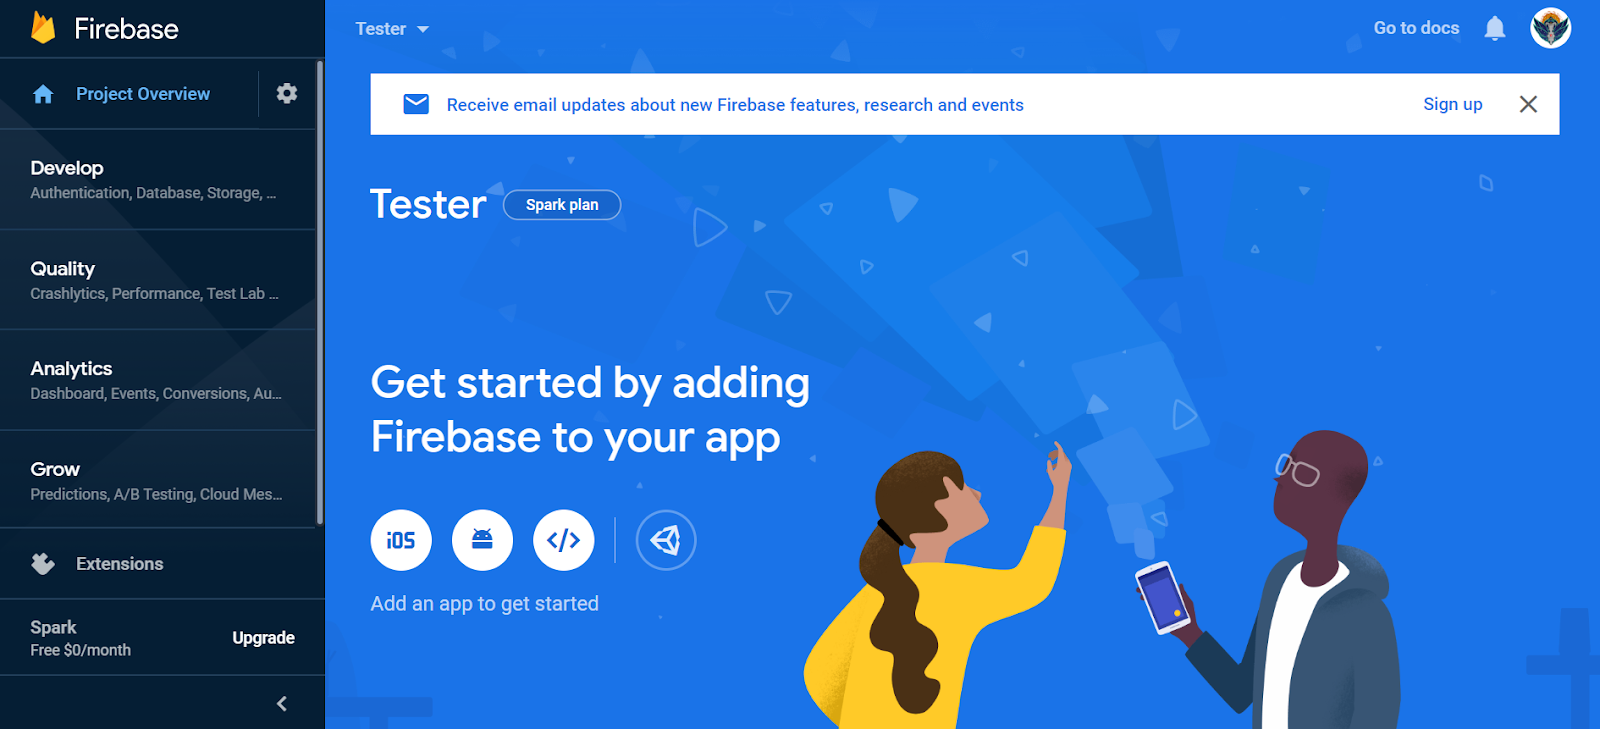 Firebase
Project Overview
Develop
Authentication, Database, Storage, ...
Quality
Crashlytics, Performance, Test Lab ...
Analytics
Dashboard, Events, Conversions, Au...
Grow
Predictions, A/B Testing, Cloud Mes...
Extensions
Spark
Free $0/month
Upgrade
Tester
Go to docs
Receive email updates about new Firebase features, research and events
Sign up
Tester
Spark plan
Get started by adding
Firebase to your app
iOS
Add an app to get started